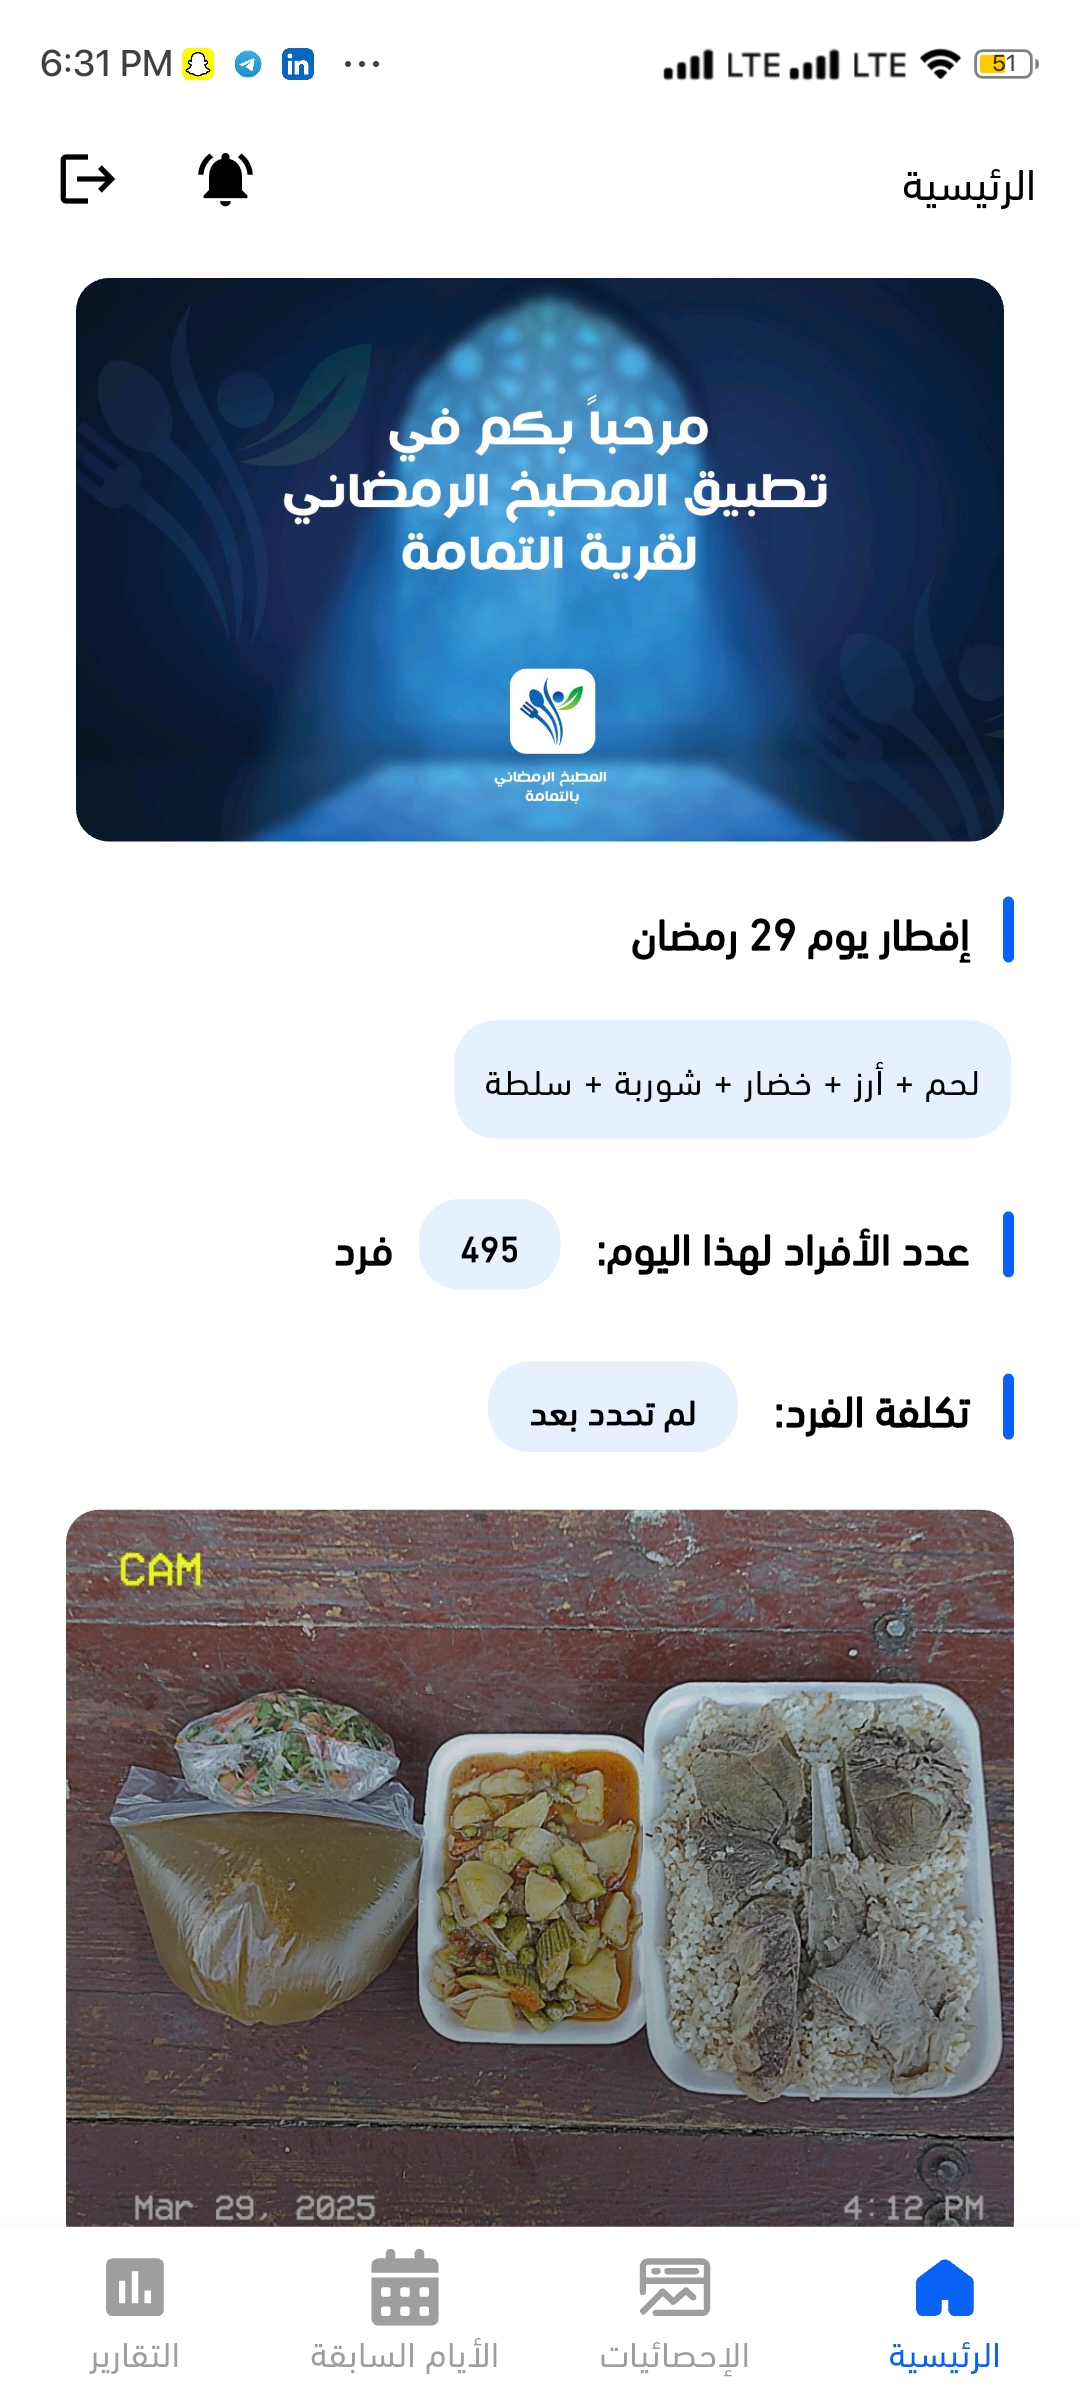 6:31 PM
LTE LTE 51
الرئيسية
مرحباً بكم في
تطبيق المطبخ الرمضاني
لقرية التمامة
المطبخ الرمضاني
بالتمامة
إفطار يوم 29 رمضان
لحم + أرز + خضار + شوربة + سلطة
عدد الأفراد لهذا اليوم: 495 فرد
تكلفة الفرد: لم تحدد بعد
CAM
Mar 29, 2025 4:12 PM
الرئيسية الإحصائيات الأيام السابقة التقارير